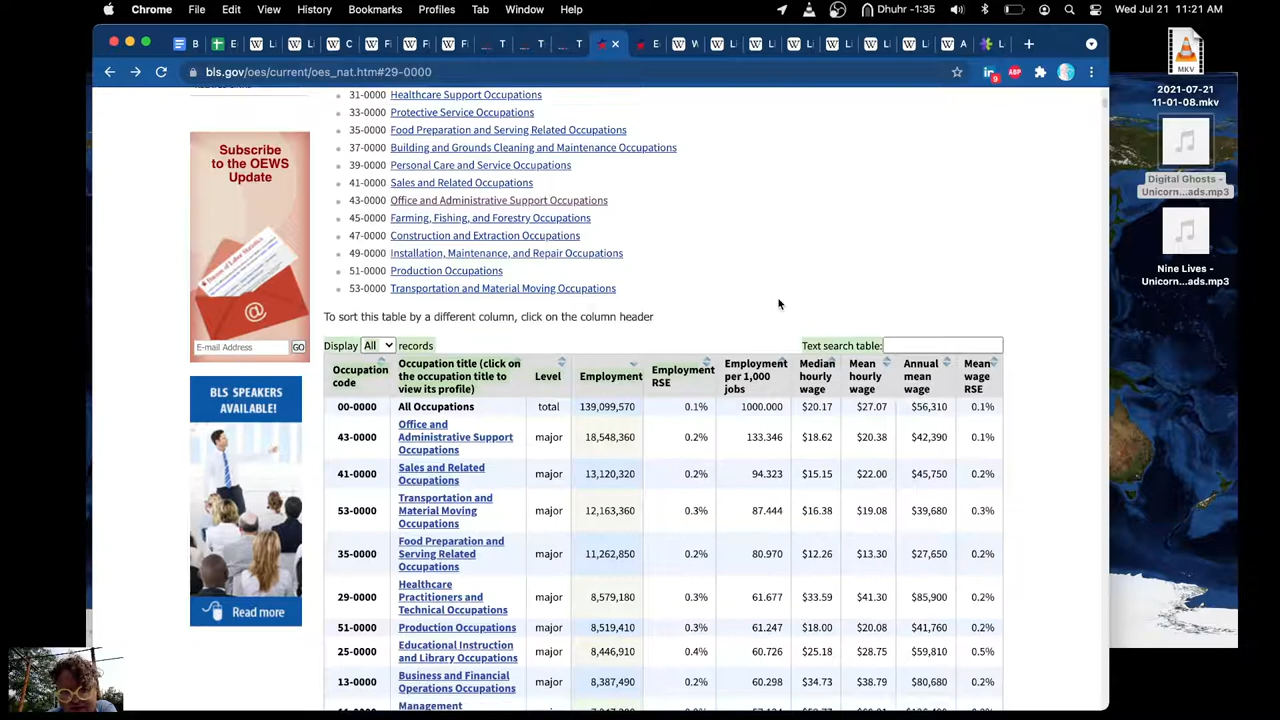 Chrome File Edit View History Bookmarks Profiles Tab Window Help Dhuhr -1:35 Wed Jul 21 11:21 AM
bls.gov/oes/current/oes_nat.htm#29-0000
9 ABP
31-0000 Healthcare Support Occupations
33-0000 Protective Service Occupations
35-0000 Food Preparation and Serving Related Occupations
37-0000 Building and Grounds Cleaning and Maintenance Occupations
39-0000 Personal Care and Service Occupations
41-0000 Sales and Related Occupations
43-0000 Office and Administrative Support Occupations
45-0000 Farming, Fishing, and Forestry Occupations
47-0000 Construction and Extraction Occupations
49-0000 Installation, Maintenance, and Repair Occupations
51-0000 Production Occupations
53-0000 Transportation and Material Moving Occupations
To sort this table by a different column, click on the column header
Display All records Text search table:
Occupation code
Occupation title (click on the occupation title to view its profile)
Level
Employment
Employment RSE
Employment per 1,000 jobs
Median hourly wage
Mean hourly wage
Annual mean wage
Mean wage RSE
00-0000 All Occupations total 139,099,570 0.1% 1000.000 $20.17 $27.07 $56,310 0.1%
43-0000 Office and Administrative Support Occupations major 18,548,360 0.2% 133.346 $18.62 $20.38 $42,390 0.1%
41-0000 Sales and Related Occupations major 13,120,320 0.2% 94.323 $15.15 $22.00 $45,750 0.2%
53-0000 Transportation and Material Moving Occupations major 12,163,360 0.3% 87.444 $16.38 $19.08 $39,680 0.3%
35-0000 Food Preparation and Serving Related Occupations major 11,262,850 0.2% 80.970 $12.26 $13.30 $27,650 0.2%
29-0000 Healthcare Practitioners and Technical Occupations major 8,579,180 0.3% 61.677 $33.59 $41.30 $85,900 0.2%
51-0000 Production Occupations major 8,519,410 0.3% 61.247 $18.00 $20.08 $41,760 0.2%
25-0000 Educational Instruction and Library Occupations major 8,446,910 0.4% 60.726 $25.18 $28.75 $59,810 0.5%
13-0000 Business and Financial Operations Occupations major 8,387,490 0.2% 60.298 $34.73 $38.79 $80,680 0.2%
Management
Subscribe
to the OEWS
Update
@
E-mail Address GO
BLS SPEAKERS
AVAILABLE!
Read more
MKV
2021-07-21
11-01-08.mkv
Digital Ghosts -
Unicorn...ads.mp3
Nine Lives -
Unicorn...ads.mp3